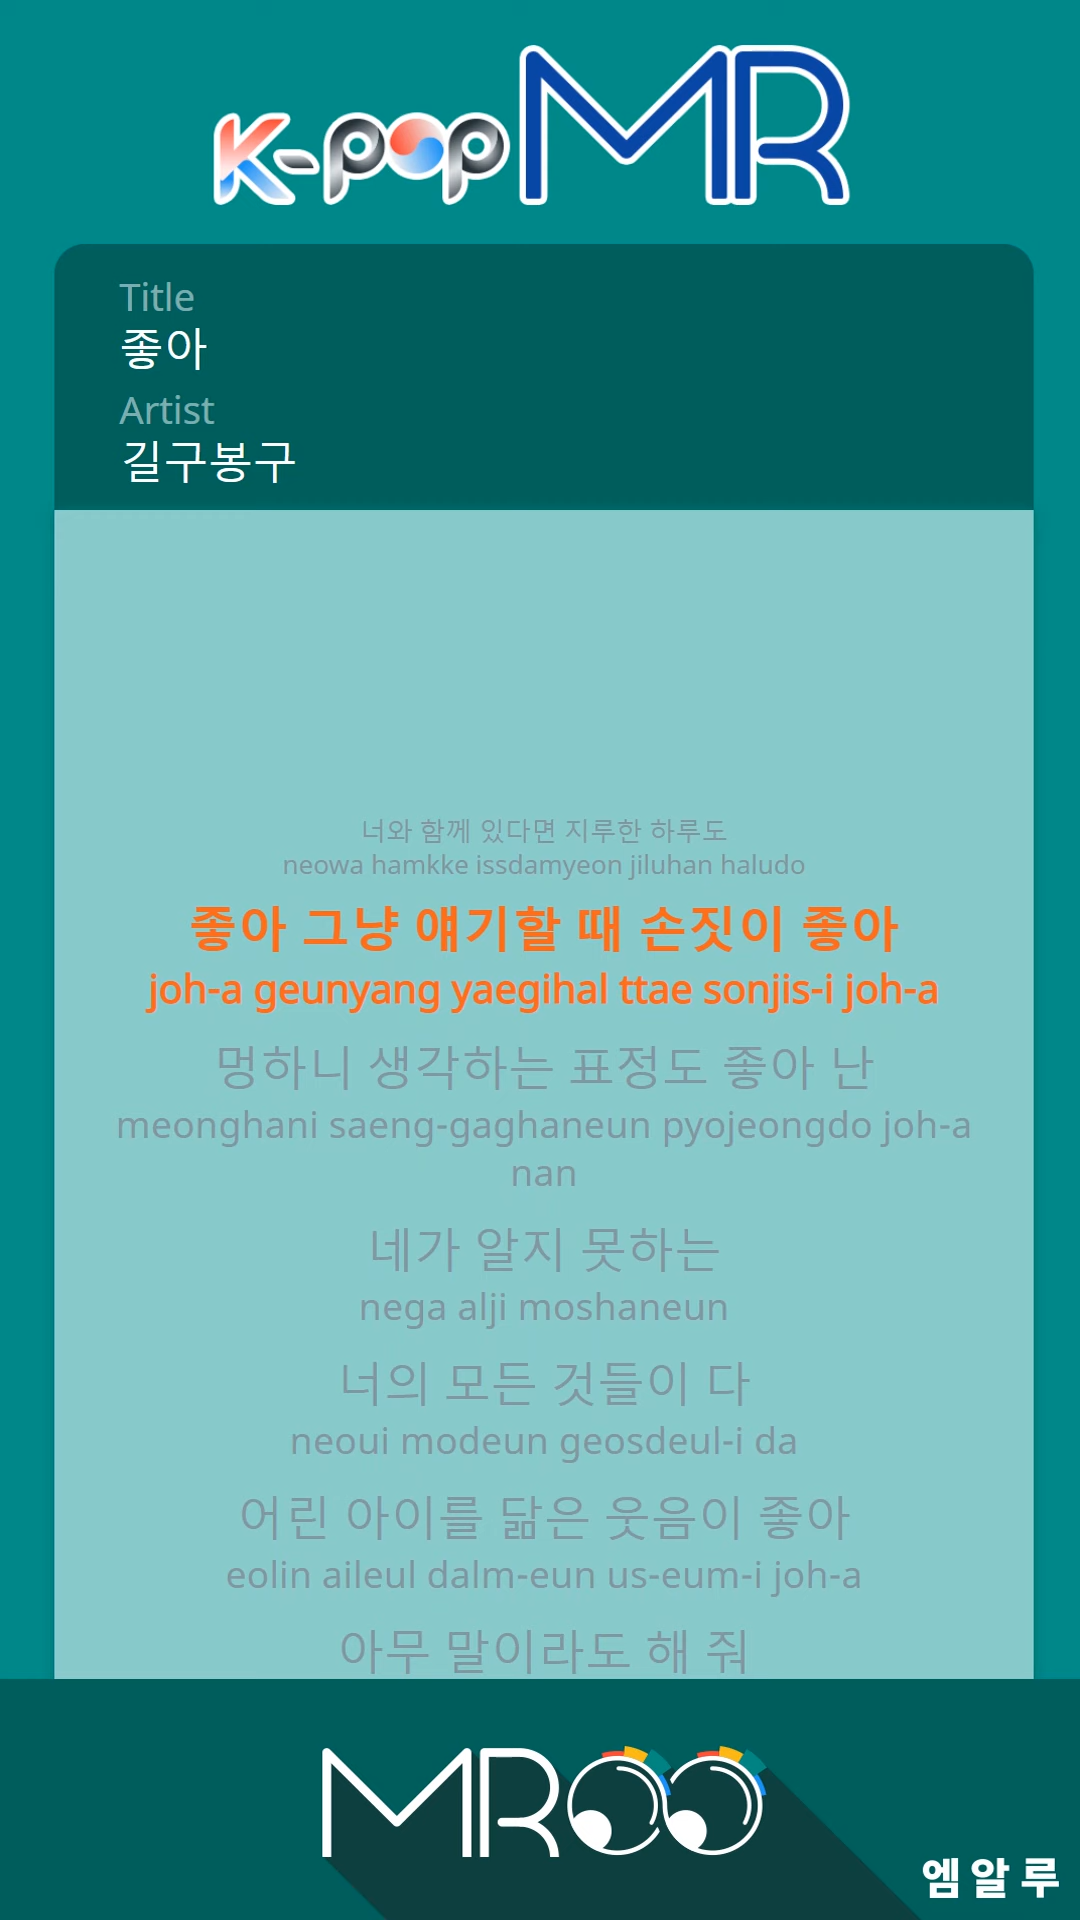 K-pop MR
Title
좋아
Artist
길구봉구
너와 함께 있다면 지루한 하루도
neowa hamkke issdamyeon jiluhan haludo
좋아 그냥 얘기할 때 손짓이 좋아
joh-a geunyang yaegihal ttae sonjis-i joh-a
멍하니 생각하는 표정도 좋아 난
meonghani saeng-gaghaneun pyojeongdo joh-a
nan
네가 알지 못하는
nega alji moshaneun
너의 모든 것들이 다
neoui modeun geosdeul-i da
어린 아이를 닮은 웃음이 좋아
eolin aileul dalm-eun us-eum-i joh-a
아무 말이라도 해 줘
MROO
엠알루